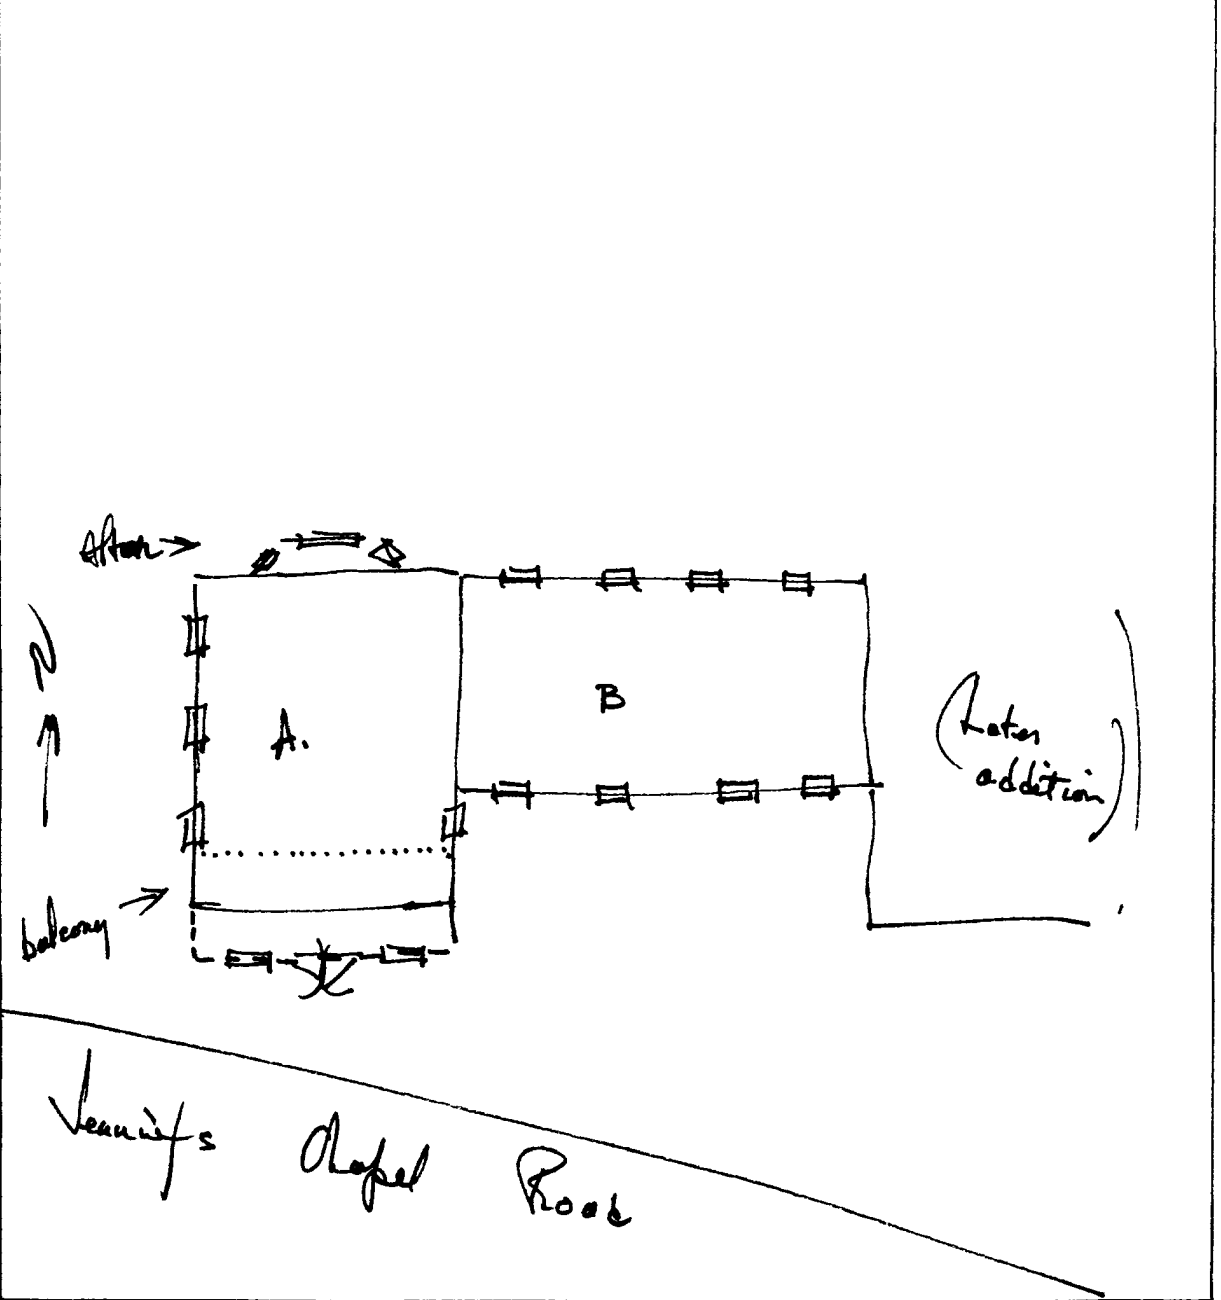 Altar
N
A.
B
(Later
addition)
balcony
Jennings Chapel Road